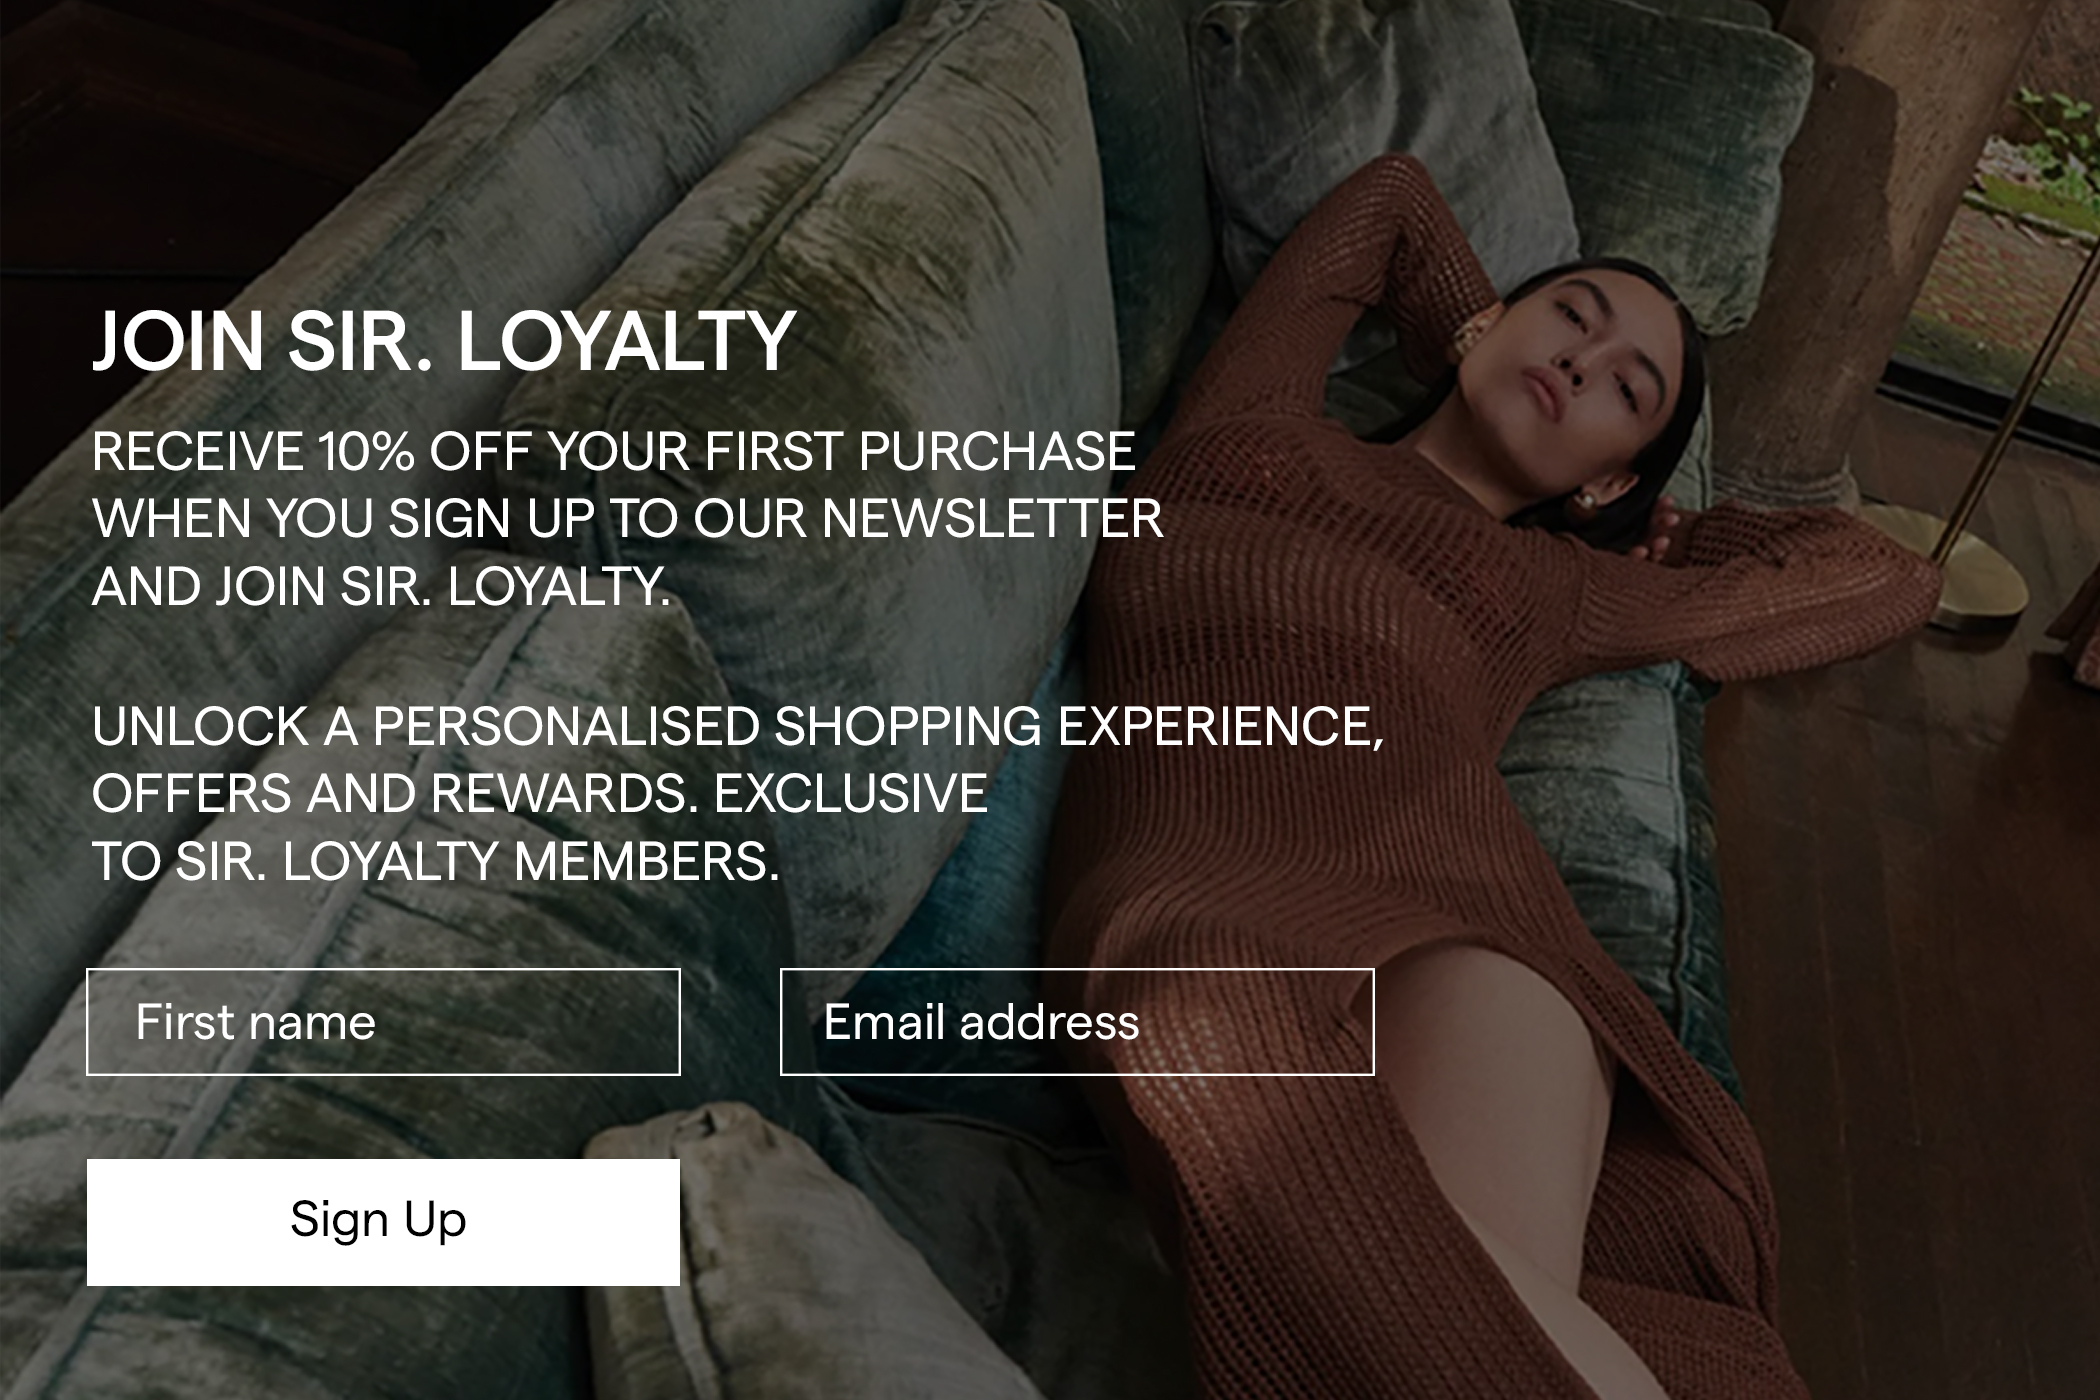 JOIN SIR. LOYALTY
RECEIVE 10% OFF YOUR FIRST PURCHASE
WHEN YOU SIGN UP TO OUR NEWSLETTER
AND JOIN SIR. LOYALTY.
UNLOCK A PERSONALISED SHOPPING EXPERIENCE,
OFFERS AND REWARDS. EXCLUSIVE
TO SIR. LOYALTY MEMBERS.
First name
Email address
Sign Up